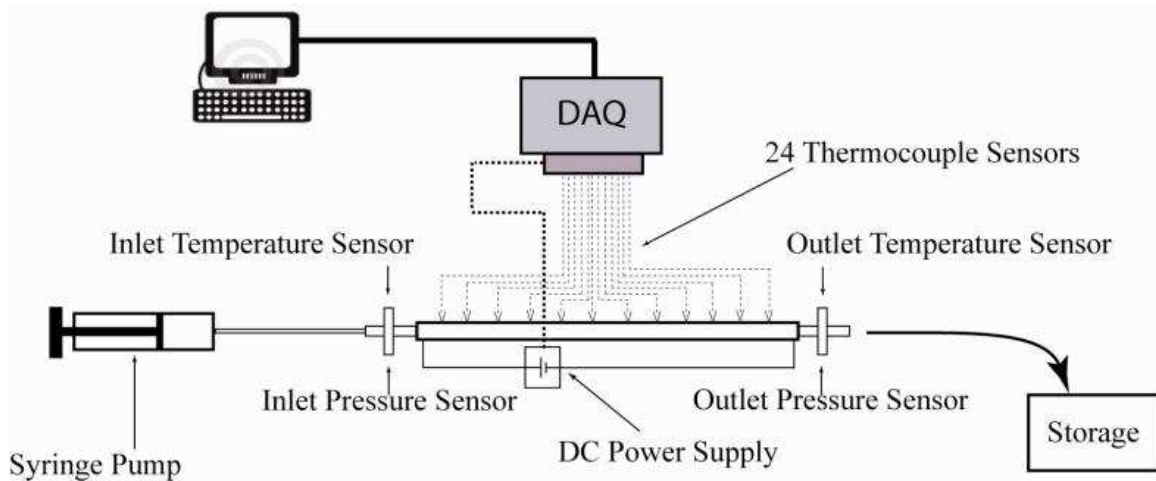 DAQ
24 Thermocouple Sensors
Inlet Temperature Sensor
Outlet Temperature Sensor
Inlet Pressure Sensor
Outlet Pressure Sensor
DC Power Supply
Storage
Syringe Pump